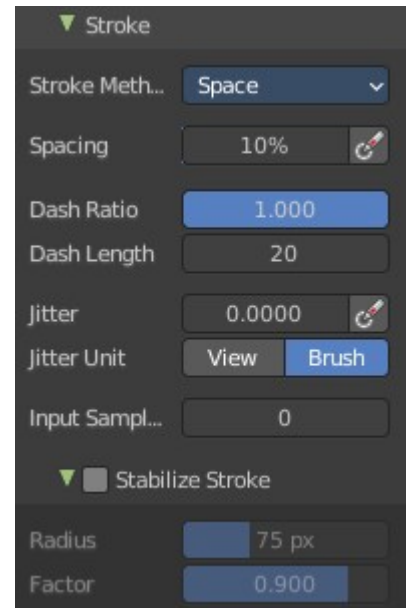 Stroke
Stroke Meth... Space
Spacing 10%
Dash Ratio 1.000
Dash Length 20
Jitter 0.0000
Jitter Unit View Brush
Input Sampl... 0
Stabilize Stroke
Radius 75 px
Factor 0.900